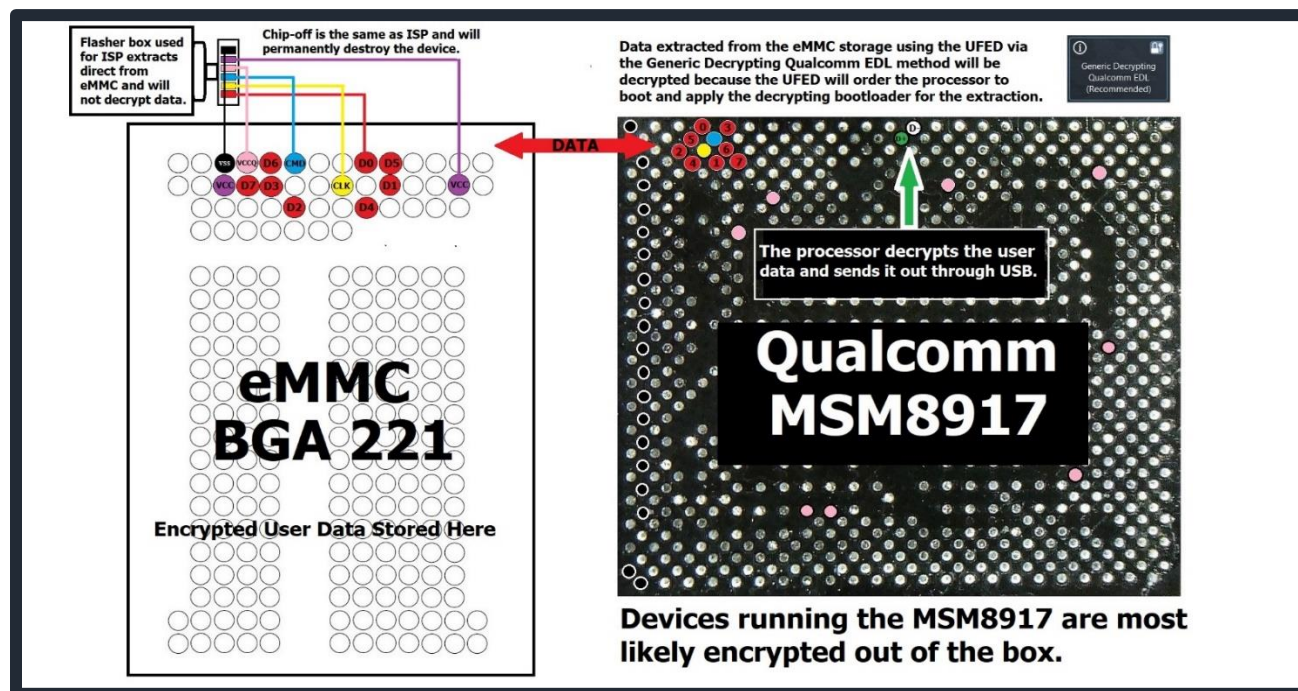 Flasher box used
for ISP extracts
direct from
eMMC and will
not decrypt data.
Chip-off is the same as ISP and will
permanently destroy the device.
VSS
VCCQ
D6
CMD
D0
D5
VCC
D7
D3
CLK
D1
VCC
D2
D4
eMMC
BGA 221
Encrypted User Data Stored Here
DATA
Data extracted from the eMMC storage using the UFED via
the Generic Decrypting Qualcomm EDL method will be
decrypted because the UFED will order the processor to
boot and apply the decrypting bootloader for the extraction.
Generic Decrypting
Qualcomm EDL
(Recommended)
0
3
5
2
6
4
1
7
D+
D-
The processor decrypts the user
data and sends it out through USB.
Qualcomm
MSM8917
Devices running the MSM8917 are most
likely encrypted out of the box.